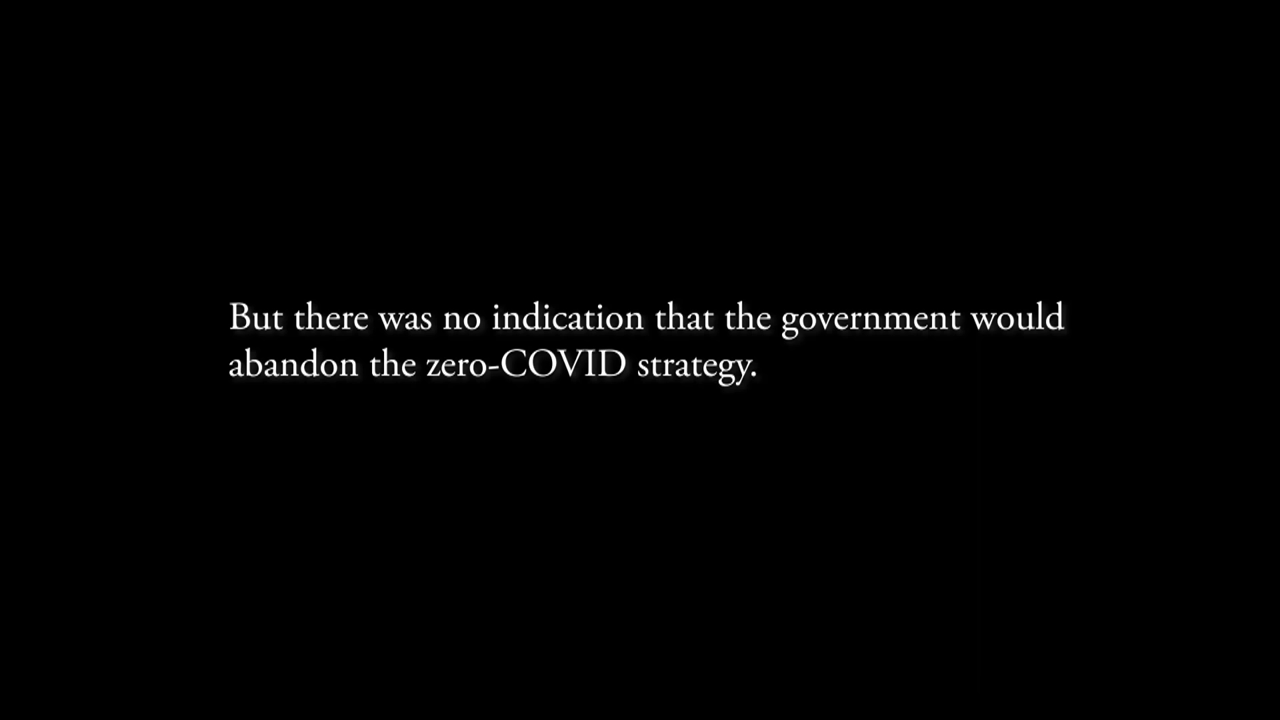 But there was no indication that the government would
abandon the zero-COVID strategy.